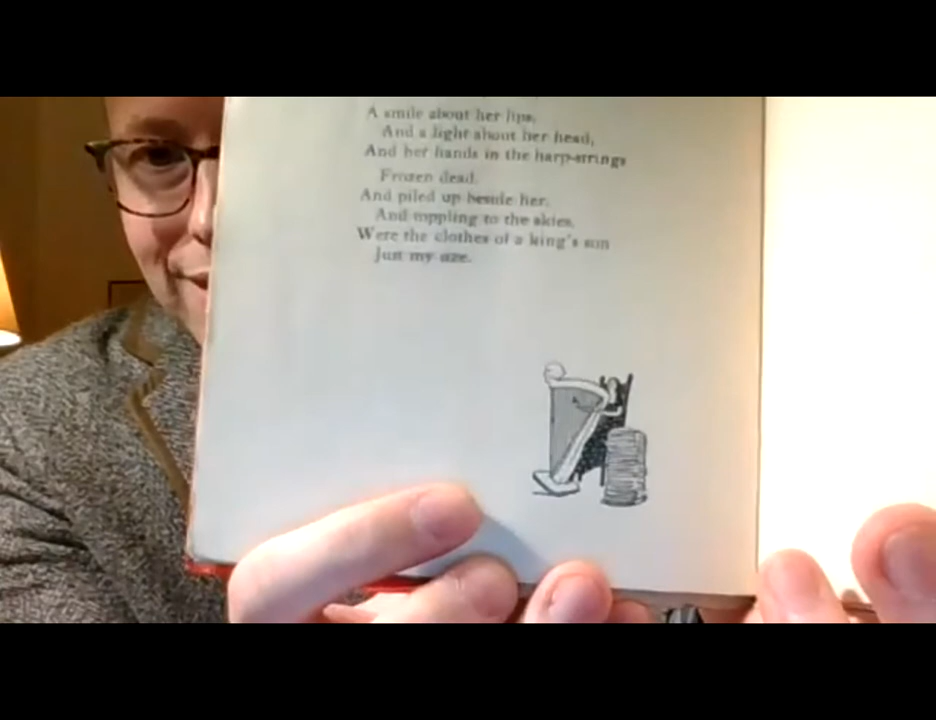 A smile about her lips,
And a light about her head,
And her hands in the harp-strings
Frozen dead.
And piled up beside her,
And toppling to the skies,
Were the clothes of a king's son
Just my size.